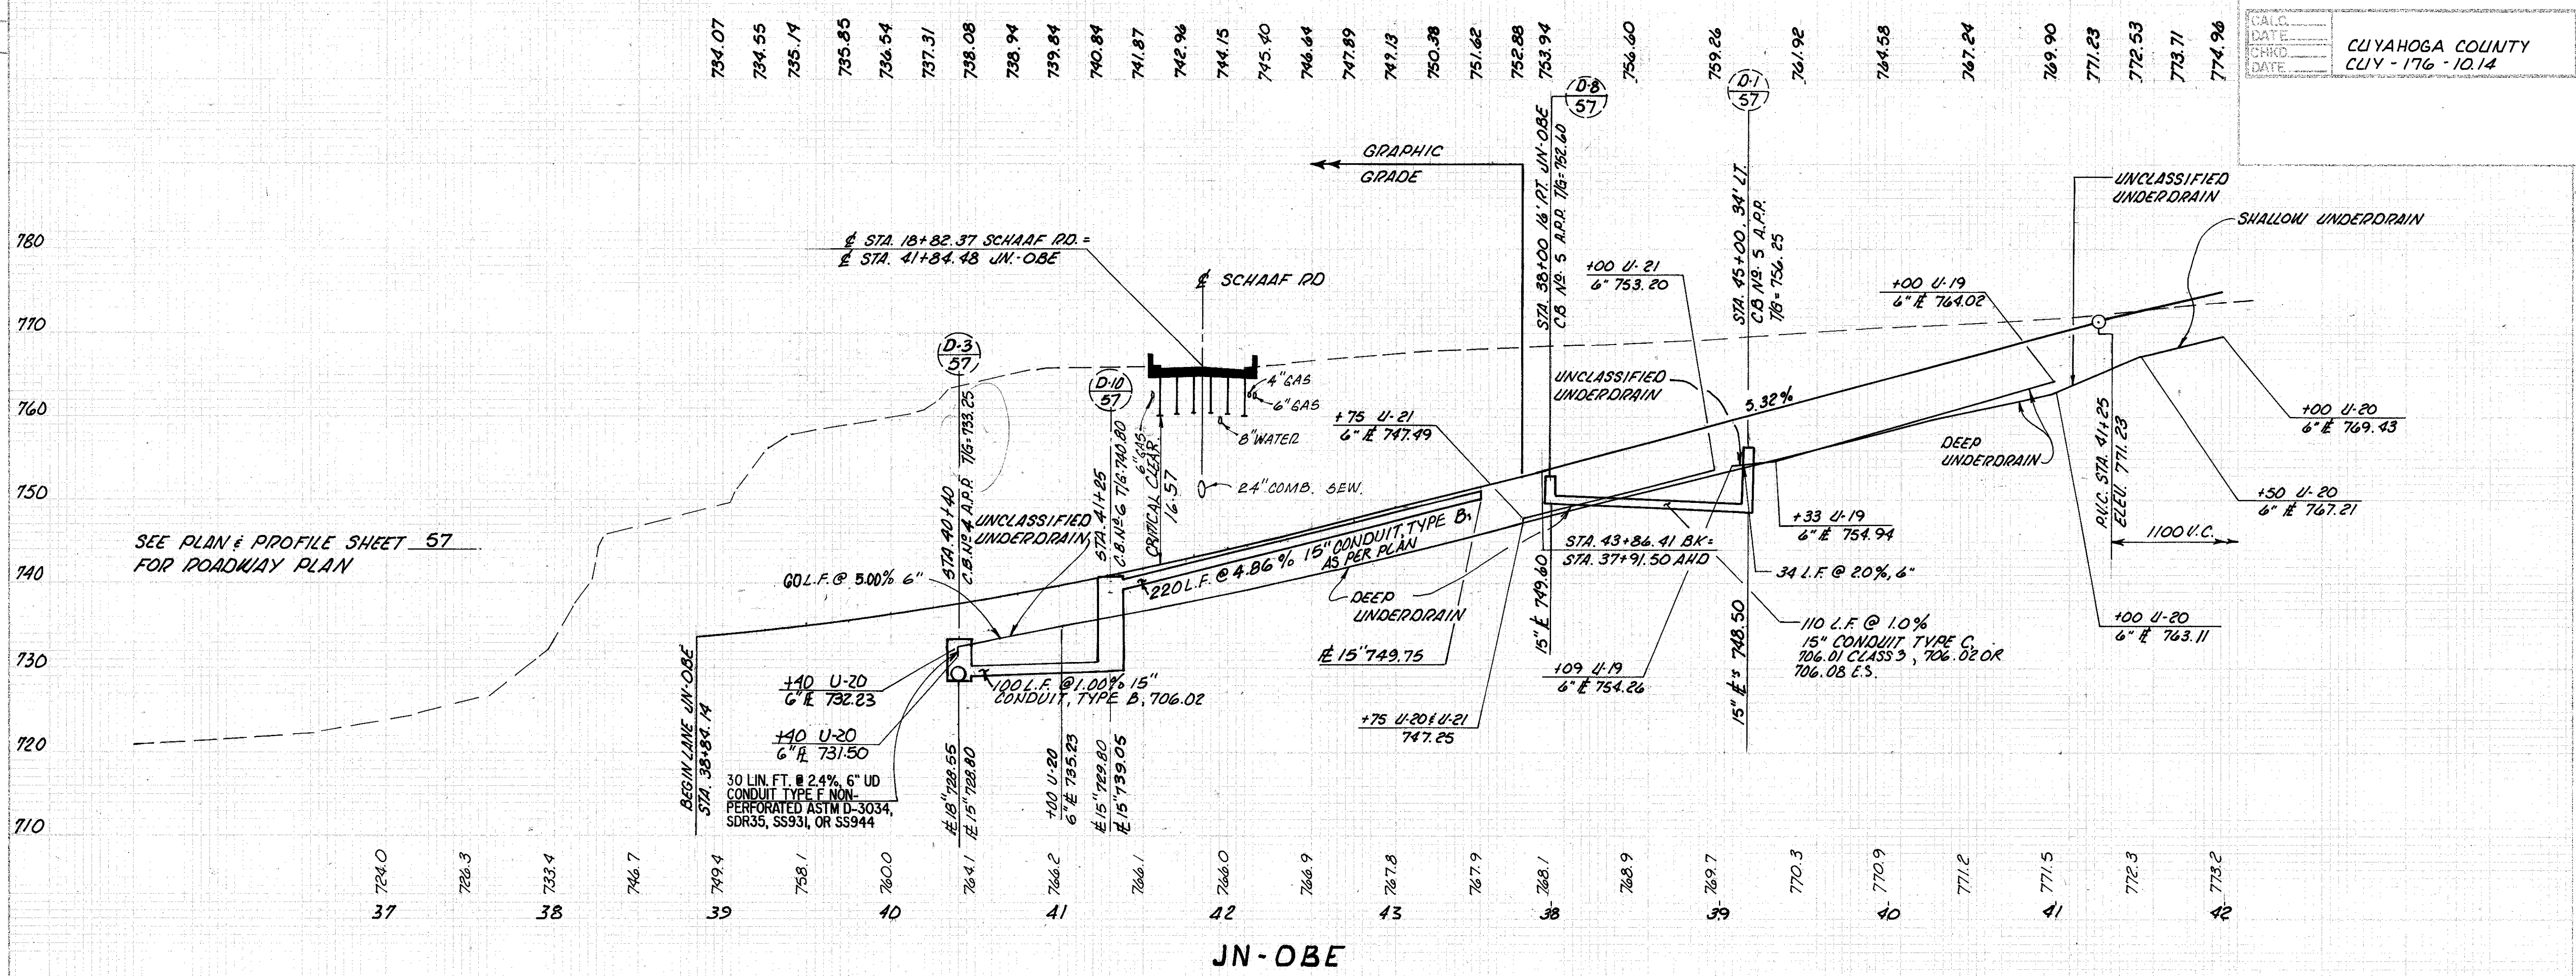 734.07 734.55 735.14 735.85 736.54 737.31 738.08 738.94 739.84 740.84 741.87 742.96 744.15 745.40 746.64 747.89 749.13 750.38 751.62 752.88 753.94 756.60 759.26 761.92 764.58 767.24 769.90 771.23 772.53 773.71 774.96
CALC.
DATE
CHKD
DATE
CUYAHOGA COUNTY
CUY - 176 - 10.14
D-8
57
D-1
57
GRAPHIC
GRADE
STA. 38+00 16' RT. JN-OBE
C.B Nº 5 A.P.P. T/G=752.60
STA. 45+00, 34' LT.
C.B Nº 5 A.P.P.
T/G= 756.25
UNCLASSIFIED
UNDERDRAIN
SHALLOW UNDERDRAIN
780
770
760
750
740
730
720
710
℄ STA. 18+82.37 SCHAAF RD. =
℄ STA. 41+84.48 JN.-OBE
℄ SCHAAF RD
+00 U-21
6" 753.20
+00 U-19
6" ⅊ 764.02
D-3
57
D-10
57
4" GAS
6" GAS
8" WATER
6" GAS
24" COMB. SEW.
CRITICAL CLEAR.
16.57
STA. 40+40
C.B. Nº 4 A.P.P. T/G=733.25
STA. 41+25
C.B. Nº 6 T/G=740.80
UNCLASSIFIED
UNDERDRAIN
+75 U-21
6" ⅊ 747.49
UNCLASSIFIED
UNDERDRAIN
5.32%
DEEP
UNDERDRAIN
P.V.C. STA. 41+25
ELEV. 771.23
1100 V.C.
+00 U-20
6" ⅊ 769.43
+50 U-20
6" ⅊ 767.21
+33 U-19
6" ⅊ 754.94
+00 U-20
6" ⅊ 763.11
SEE PLAN & PROFILE SHEET 57
FOR ROADWAY PLAN
60 L.F. @ 5.00% 6"
220 L.F. @ 4.86% 15" CONDUIT, TYPE B,
AS PER PLAN
DEEP
UNDERDRAIN
STA. 43+86.41 BK=
STA. 37+91.50 AHD
34 L.F. @ 20%, 6"
110 L.F. @ 1.0%
15" CONDUIT TYPE C,
706.01 CLASS 3, 706.02 OR
706.08 E.S.
15" ⅊ 749.60
15" ⅊'s 748.50
⅊ 15" 749.75
+09 U-19
6" ⅊ 754.26
+75 U-20 & U-21
747.25
BEGIN LANE JN-OBE
STA. 38+84.14
+40 U-20
6" ⅊ 732.23
+40 U-20
6" ⅊ 731.50
100 L.F. @ 1.00% 15"
CONDUIT, TYPE B, 706.02
30 LIN. FT. @ 2.4%, 6" UD
CONDUIT TYPE F NON-
PERFORATED ASTM D-3034,
SDR35, SS931, OR SS944
⅊ 18" 728.55
⅊ 15" 728.80
+00 U-20
6" ⅊ 735.23
⅊ 15" 729.80
⅊ 15" 739.05
724.0 726.3 733.4 746.7 749.4 758.1 760.0 764.1 766.2 766.1 766.0 766.9 767.8 767.9 768.1 768.9 769.7 770.3 770.9 771.2 771.5 772.3 773.2
37 38 39 40 41 42 43 38 39 40 41 42
JN-OBE